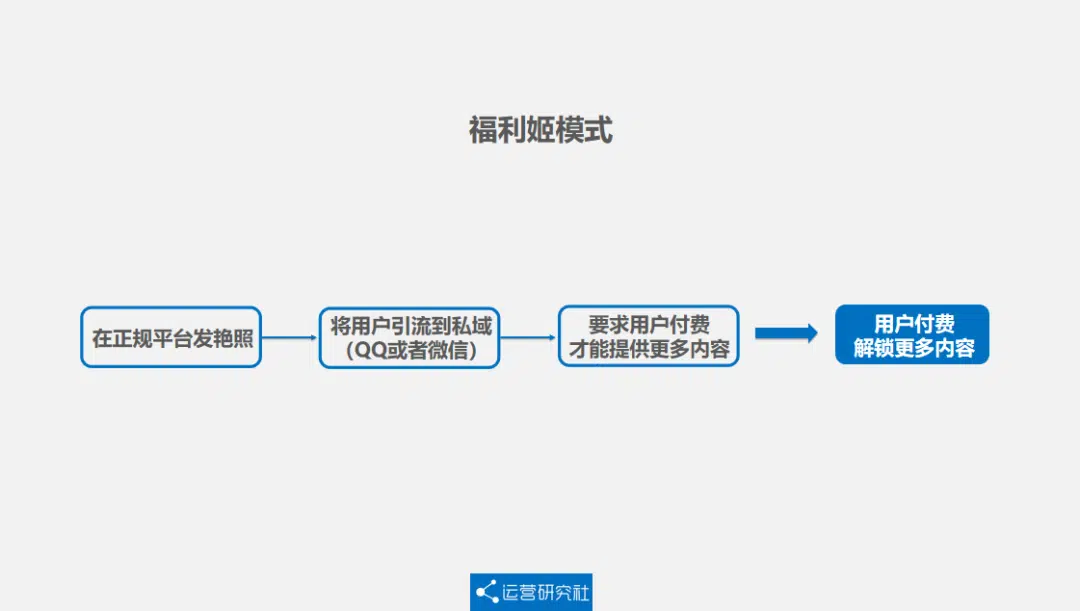 福利姬模式
在正规平台发艳照
将用户引流到私域
（QQ或者微信）
要求用户付费
才能提供更多内容
用户付费
解锁更多内容
运营研究社